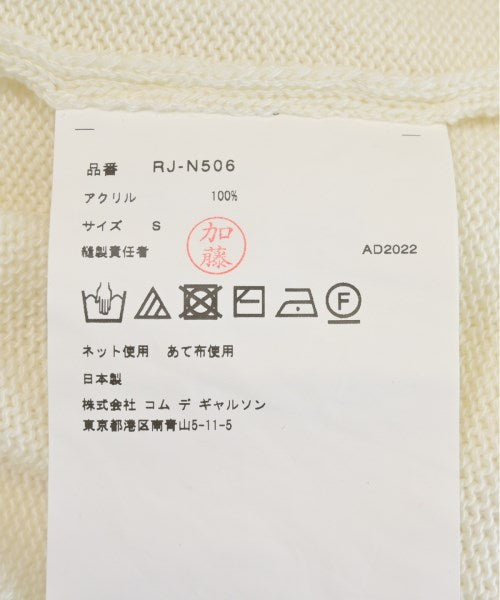 品番 RJ-N506
アクリル 100%
サイズ S
縫製責任者 加藤 AD2022
F
ネット使用 あて布使用
日本製
株式会社 コム デ ギャルソン
東京都港区南青山5-11-5